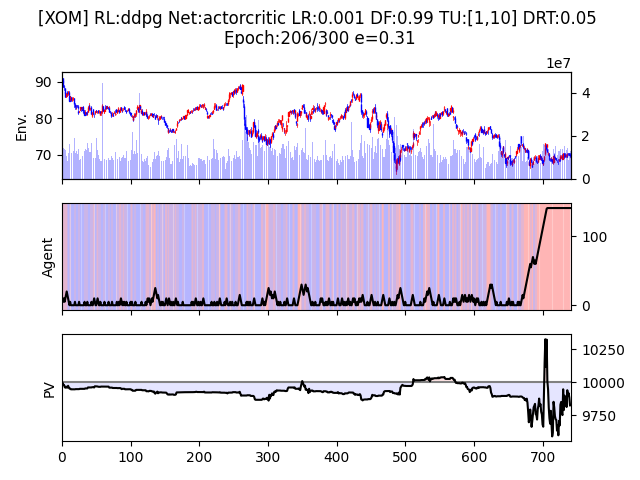 [XOM] RL:ddpg Net:actorcritic LR:0.001 DF:0.99 TU:[1,10] DRT:0.05
Epoch:206/300 e=0.31
1e7
90
80
70
Env.
4
2
0
Agent
100
0
PV
10250
10000
9750
0 100 200 300 400 500 600 700